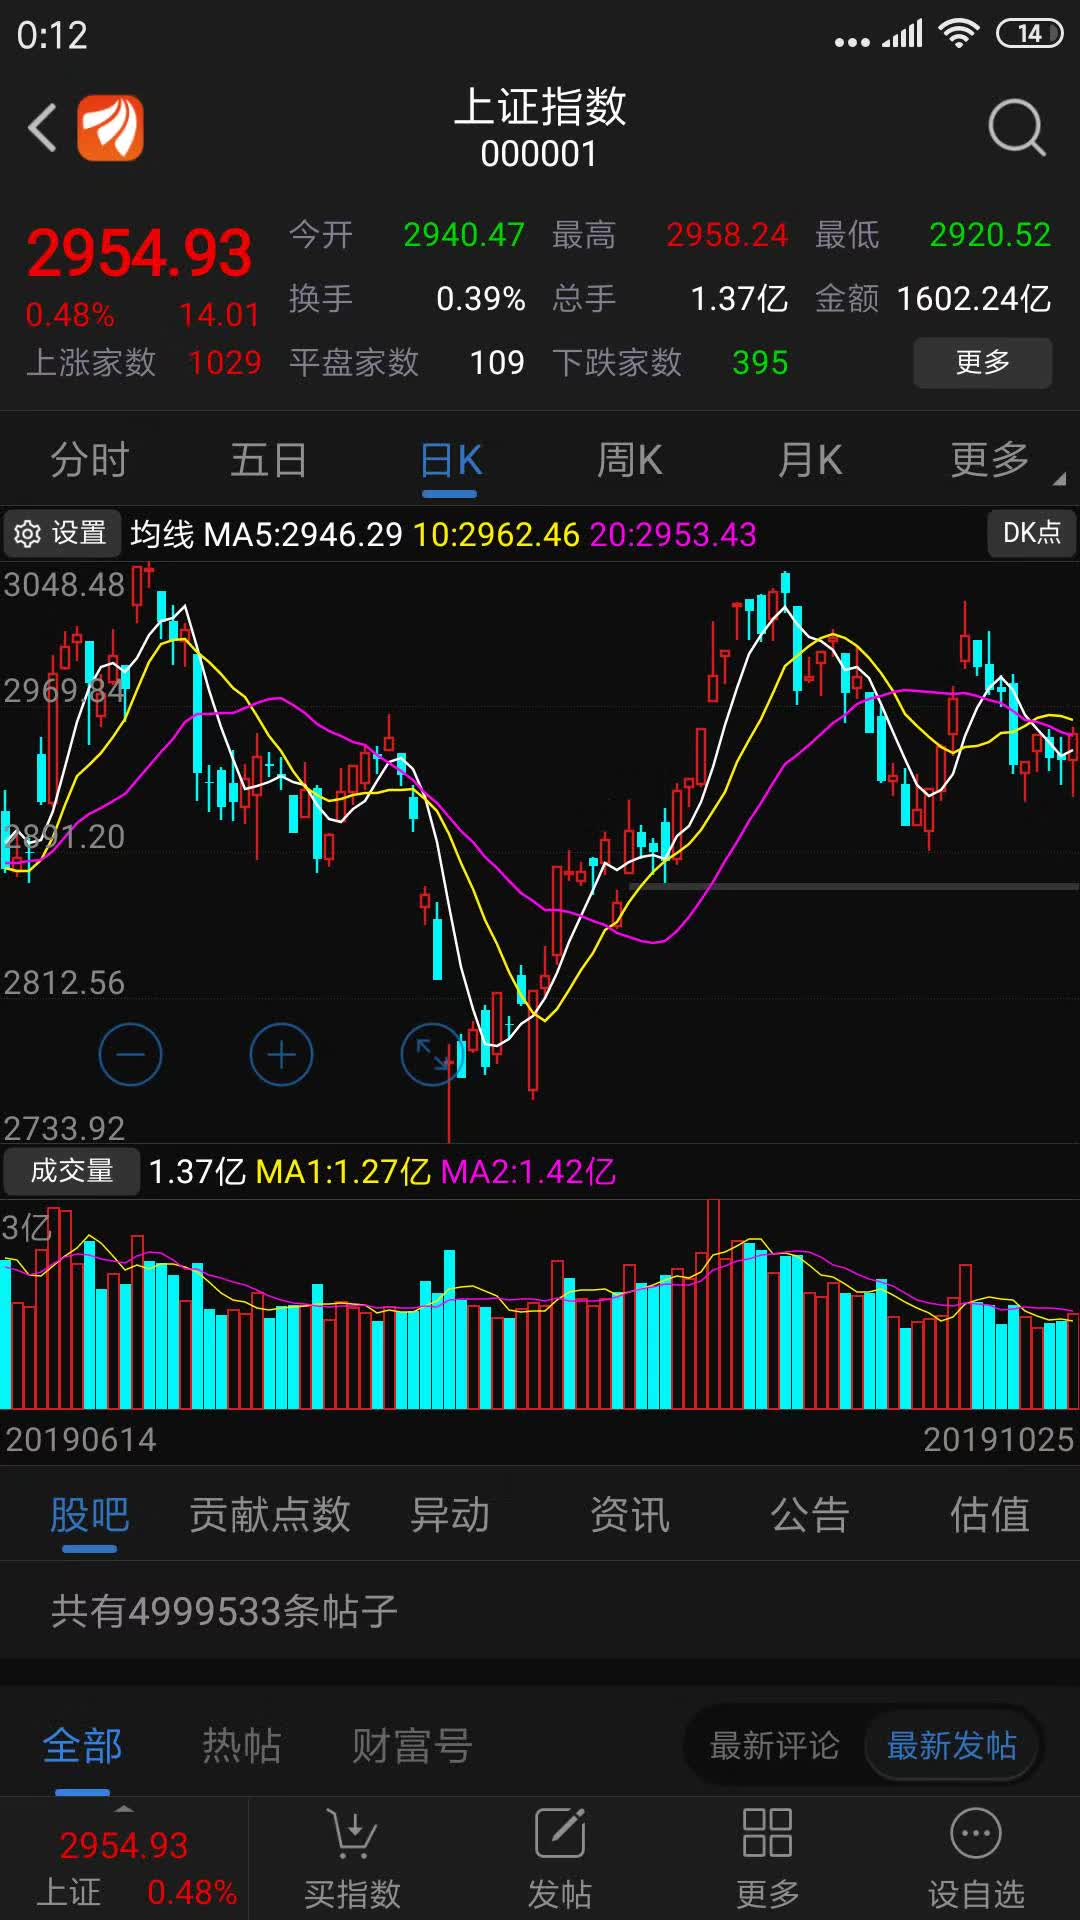 0:12
14
上证指数
000001
2954.93
今开 2940.47 最高 2958.24 最低 2920.52
0.48% 14.01
换手 0.39% 总手 1.37亿 金额 1602.24亿
上涨家数 1029 平盘家数 109 下跌家数 395 更多
分时 五日 日K 周K 月K 更多
设置 均线 MA5:2946.29 10:2962.46 20:2953.43 DK点
3048.48
2969.84
2891.20
2812.56
2733.92
成交量 1.37亿 MA1:1.27亿 MA2:1.42亿
3亿
20190614 20191025
股吧 贡献点数 异动 资讯 公告 估值
共有4999533条帖子
全部 热帖 财富号 最新评论 最新发帖
2954.93
上证 0.48% 买指数 发帖 更多 设自选